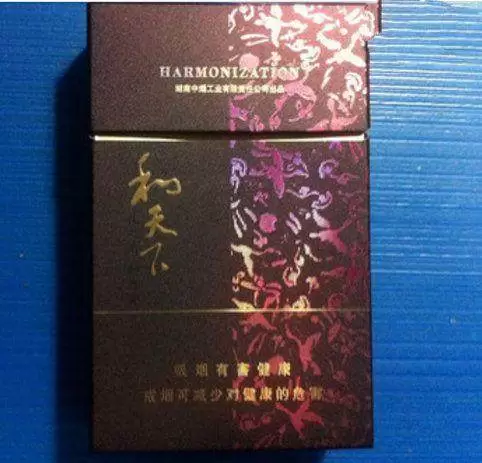 HARMONIZATION
湖南中烟工业有限责任公司出品
和天下
吸烟有害健康
戒烟可减少对健康的危害